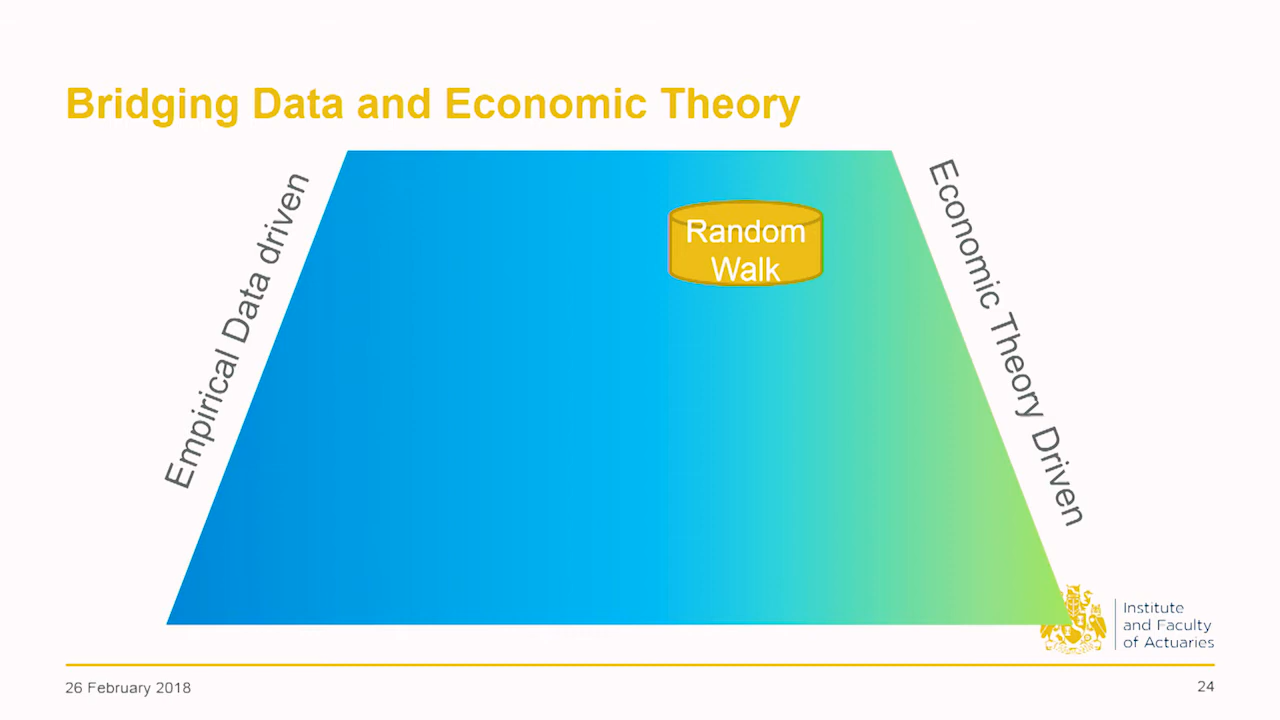 Bridging Data and Economic Theory
Empirical Data driven
Random
Walk
Economic Theory Driven
Institute
and Faculty
of Actuaries
26 February 2018
24